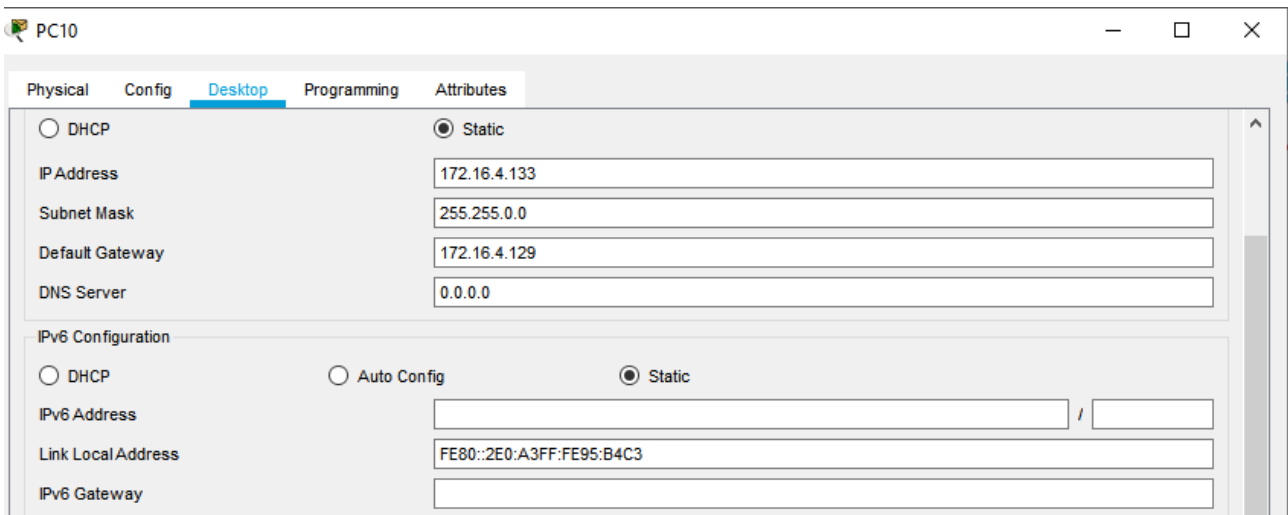 PC10
Physical Config Desktop Programming Attributes
DHCP Static
IP Address 172.16.4.133
Subnet Mask 255.255.0.0
Default Gateway 172.16.4.129
DNS Server 0.0.0.0
IPv6 Configuration
DHCP Auto Config Static
IPv6 Address /
Link Local Address FE80::2E0:A3FF:FE95:B4C3
IPv6 Gateway